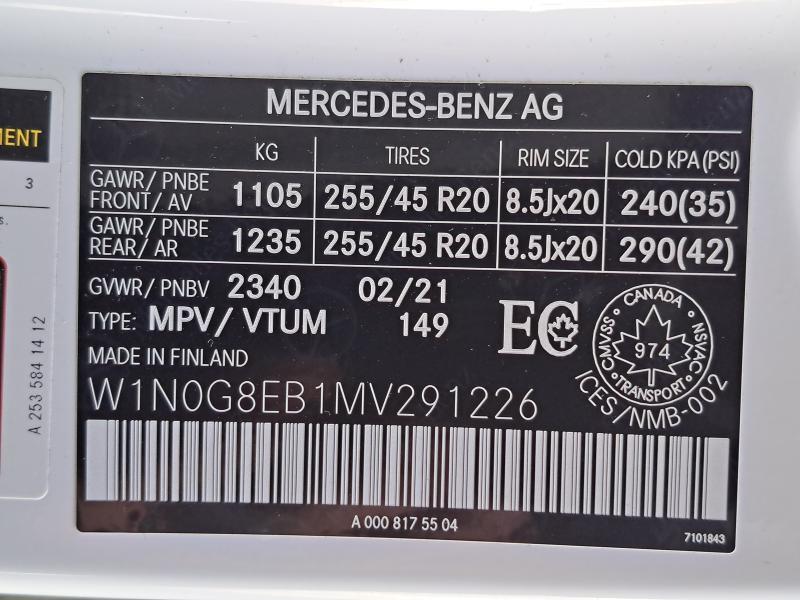 MERCEDES-BENZ AG
KG TIRES RIM SIZE COLD KPA(PSI)
GAWR/ PNBE FRONT/ AV 1105 255/45 R20 8.5Jx20 240(35)
GAWR/ PNBE REAR/ AR 1235 255/45 R20 8.5Jx20 290(42)
GVWR/ PNBV 2340 02/21
TYPE: MPV/ VTUM 149
MADE IN FINLAND
W1N0G8EB1MV291226
EC
CANADA
CMVSS 974 NSVAC
TRANSPORT
ICES/NMB-002
A 000 817 55 04
7101843
MENT
3
s.
A 253 584 14 12